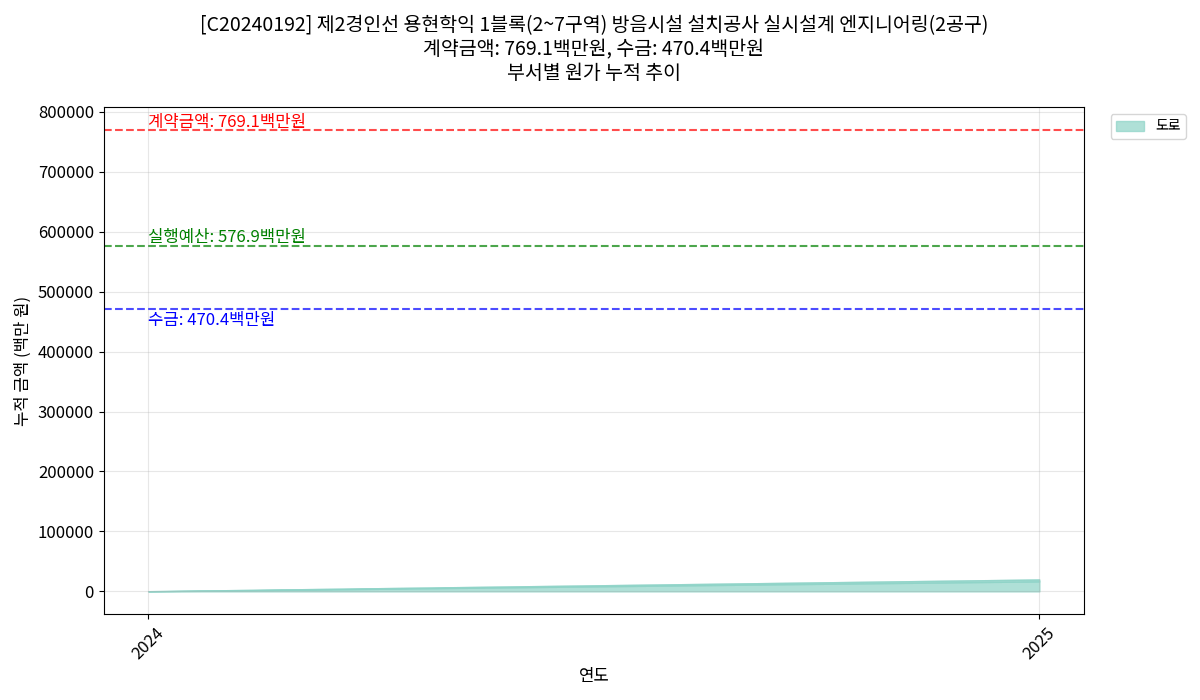 [C20240192] 제2경인선 용현학익 1블록(2~7구역) 방음시설 설치공사 실시설계 엔지니어링(2공구)
계약금액: 769.1백만원, 수금: 470.4백만원
부서별 원가 누적 추이
800000
계약금액: 769.1백만원
도로
700000
600000
실행예산: 576.9백만원
500000
수금: 470.4백만원
누적 금액 (백만 원)
400000
300000
200000
100000
0
2024
2025
연도